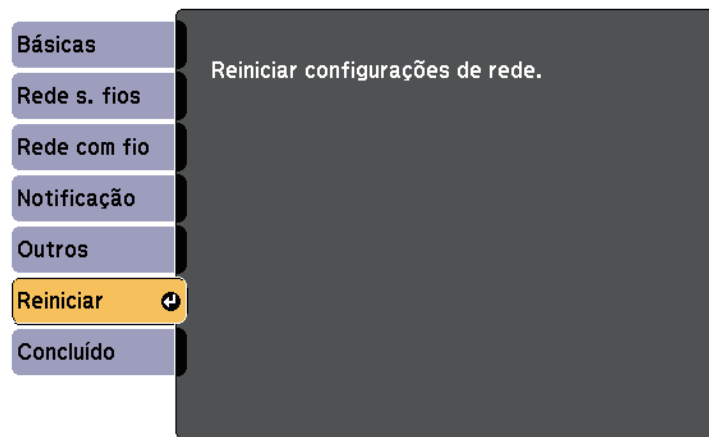 Básicas
Rede s. fios
Rede com fio
Notificação
Outros
Reiniciar
Concluído
Reiniciar configurações de rede.